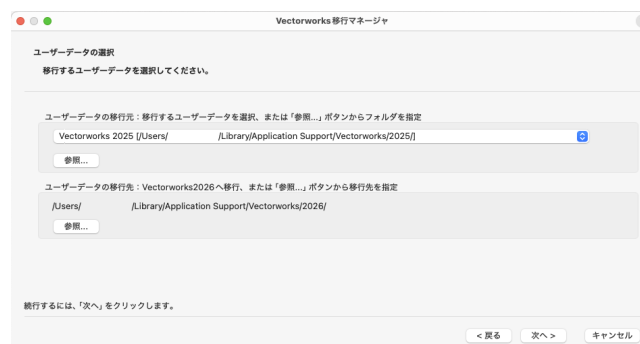 Vectorworks移行マネージャ
ユーザーデータの選択
移行するユーザーデータを選択してください。
ユーザーデータの移行元：移行するユーザーデータを選択、または「参照...」ボタンからフォルダを指定
Vectorworks 2025 [/Users/ /Library/Application Support/Vectorworks/2025/]
参照...
ユーザーデータの移行先：Vectorworks2026へ移行、または「参照...」ボタンから移行先を指定
/Users/ /Library/Application Support/Vectorworks/2026/
参照...
続行するには、「次へ」をクリックします。
< 戻る 次へ > キャンセル